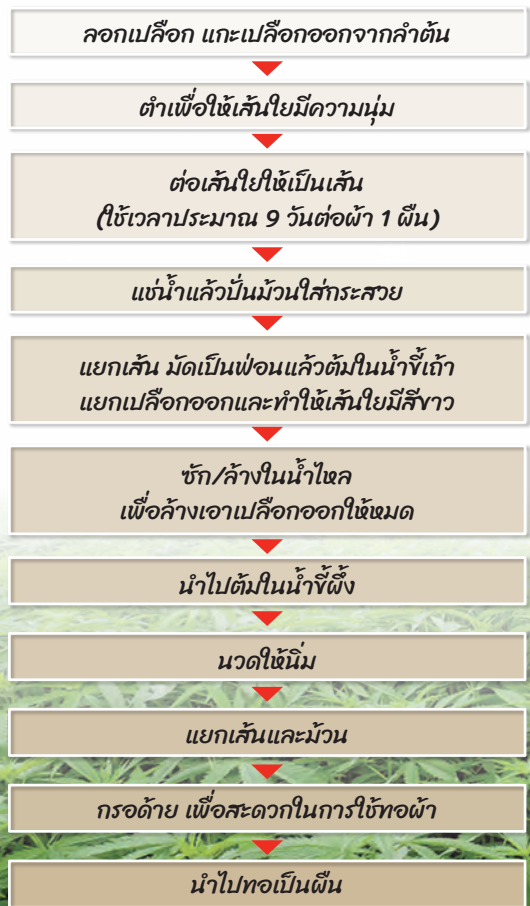 ลอกเปลือก แกะเปลือกออกจากลำต้น
ตำเพื่อให้เส้นใยมีความนุ่ม
ต่อเส้นใยให้เป็นเส้น
(ใช้เวลาประมาณ 9 วันต่อผ้า 1 ผืน)
แช่น้ำแล้วปั่นม้วนใส่กระสวย
แยกเส้น มัดเป็นฟ่อนแล้วต้มในน้ำขี้เถ้า
แยกเปลือกออกและทำให้เส้นใยมีสีขาว
ซัก/ล้างในน้ำไหล
เพื่อล้างเอาเปลือกออกให้หมด
นำไปต้มในน้ำขี้ผึ้ง
นวดให้นิ่ม
แยกเส้นและม้วน
กรอด้าย เพื่อสะดวกในการใช้ทอผ้า
นำไปทอเป็นผืน